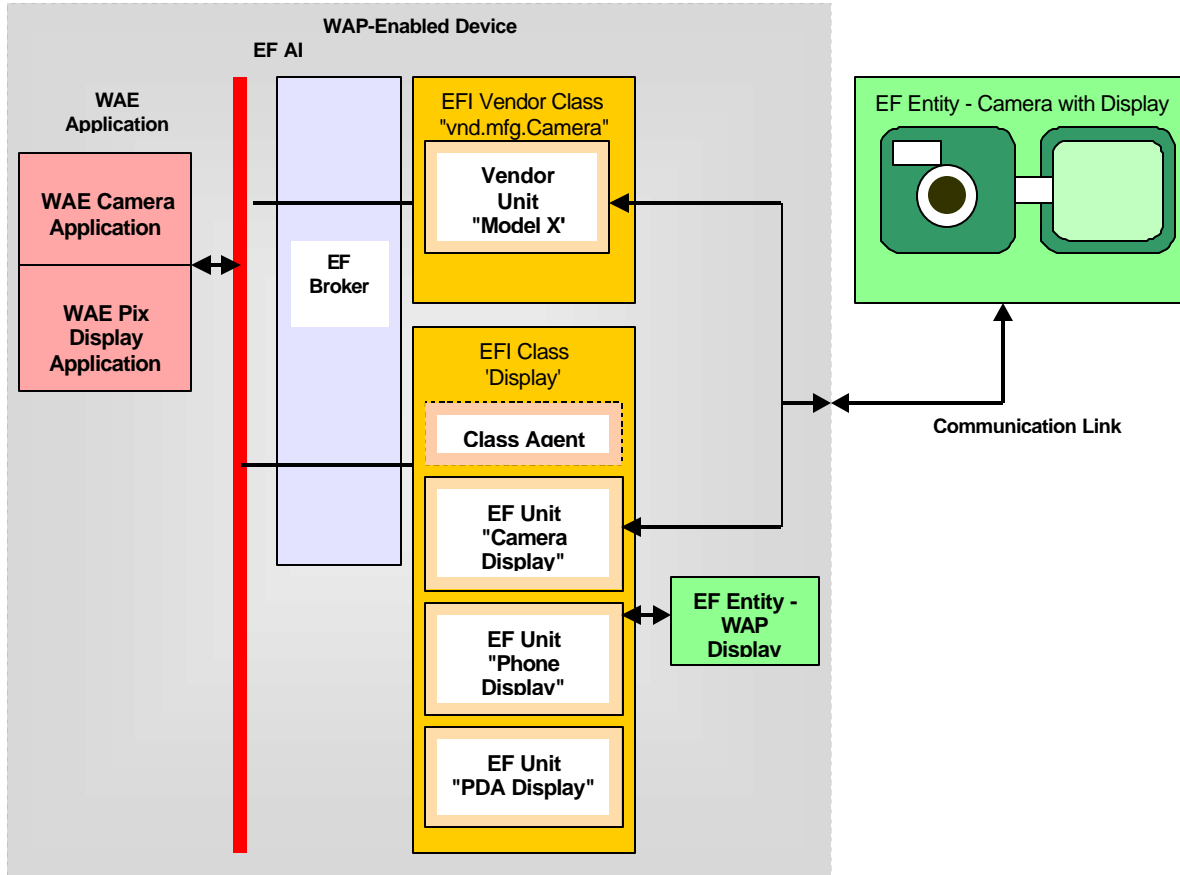 WAP-Enabled Device
EF AI
WAE
Application
WAE Camera
Application
WAE Pix
Display
Application
EF
Broker
EFI Vendor Class
"vnd.mfg.Camera"
Vendor
Unit
"Model X'
EFI Class
'Display'
Class Agent
EF Unit
"Camera
Display"
EF Unit
"Phone
Display"
EF Unit
"PDA Display"
EF Entity -
WAP
Display
EF Entity - Camera with Display
Communication Link